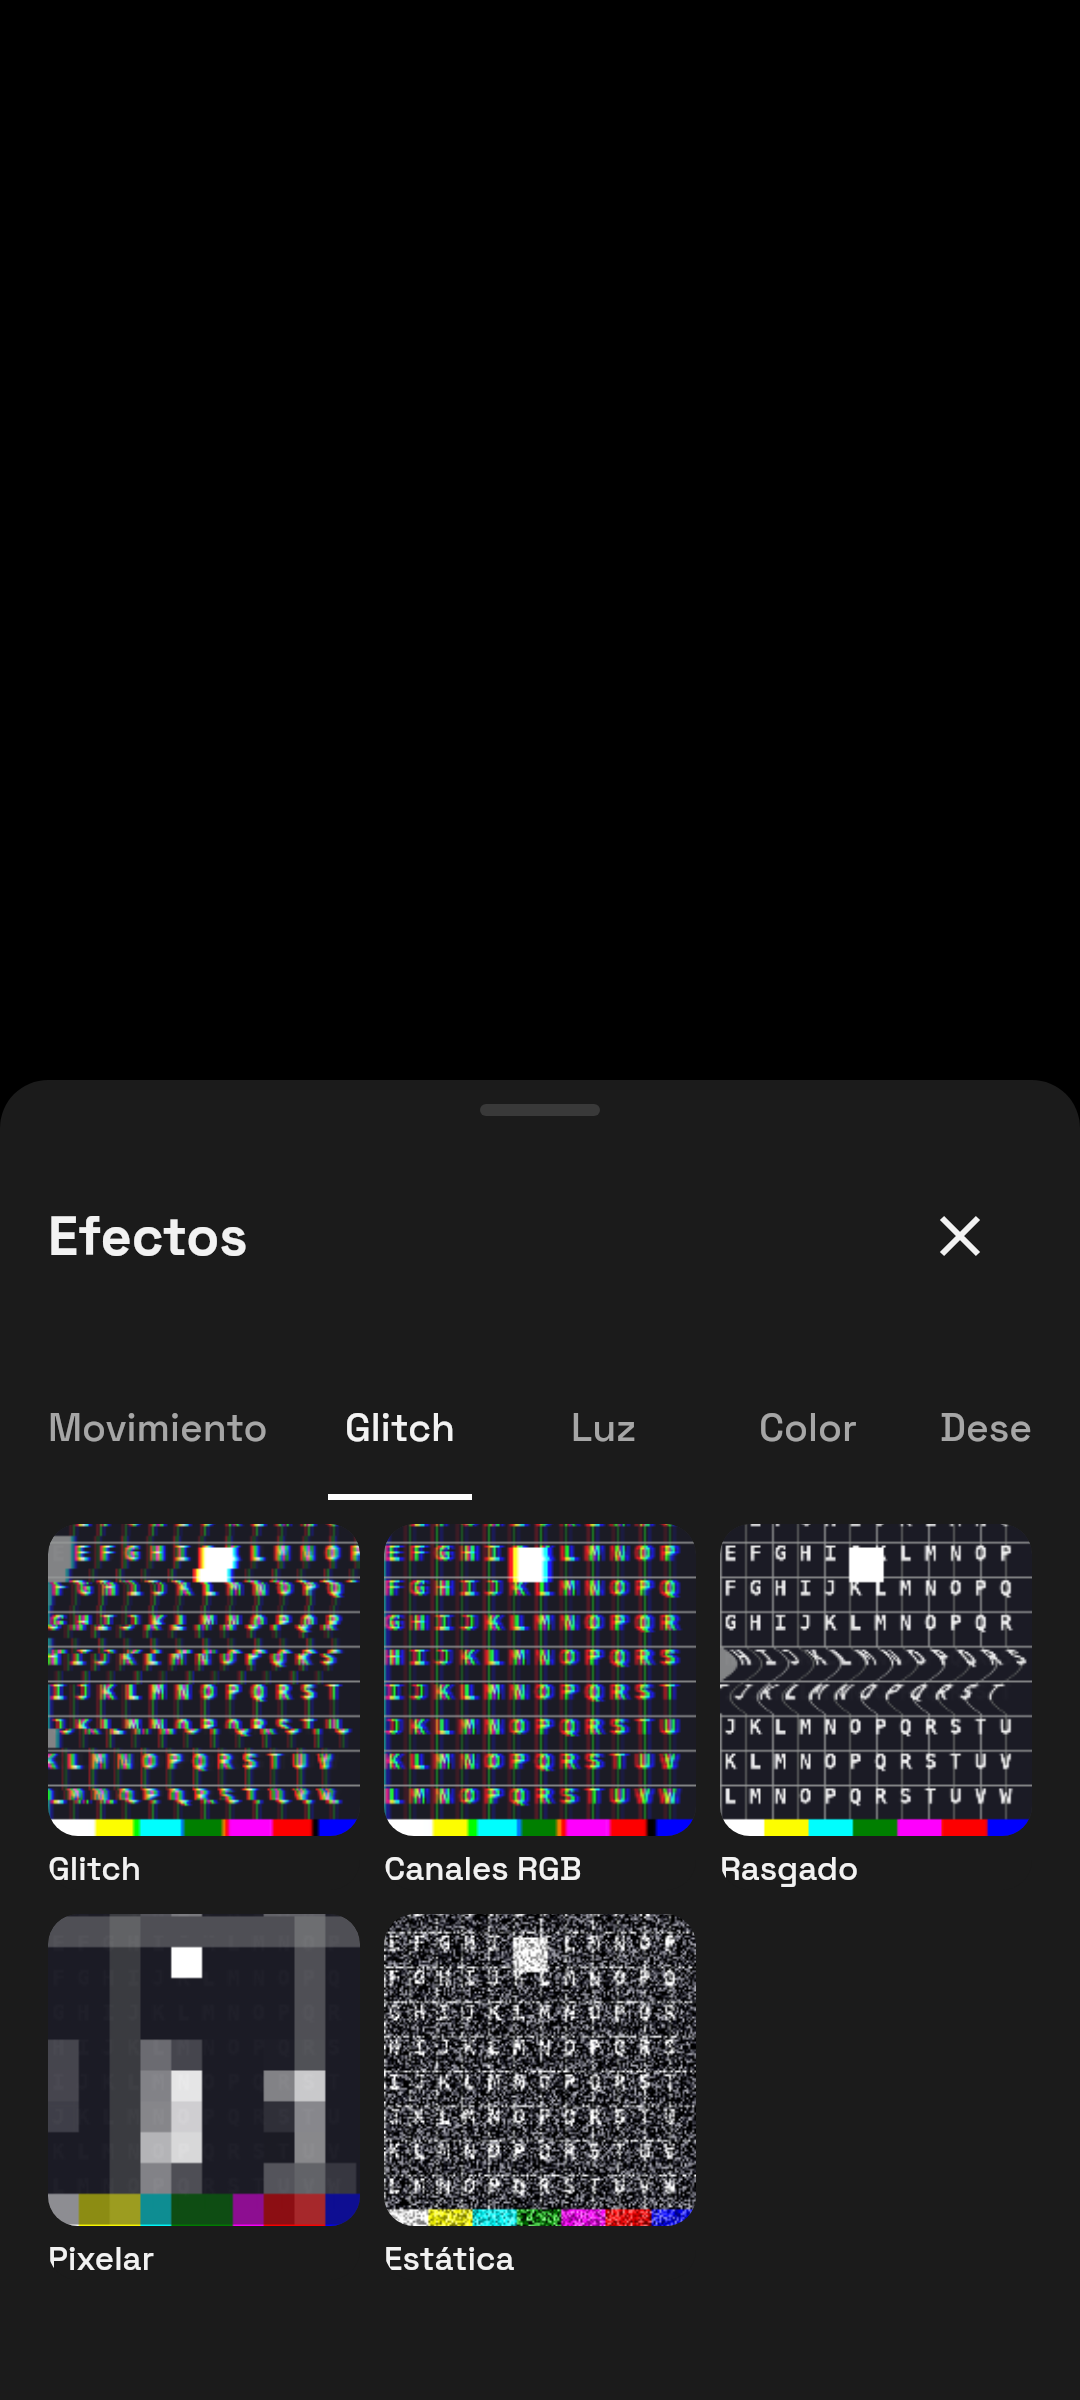 Efectos
Movimiento Glitch Luz Color Dese
E F G H I L M N O P
E F G H I K L M N O P
E F G H I K L M N O P
F G H I J K L M N O P Q
F G H I J K L M N O P Q
F G H I J K L M N O P Q
G H I J K L M N O P Q R
G H I J K L M N O P Q R
G H I J K L M N O P Q R
H I J K L M N O P Q R S
H I J K L M N O P Q R S
H I J K L M N O P Q R S
I J K L M N O P Q R S T
I J K L M N O P Q R S T
I J K L M N O P Q R S T
J K L M N O P Q R S T U
J K L M N O P Q R S T U
J K L M N O P Q R S T U
K L M N O P Q R S T U V
K L M N O P Q R S T U V
K L M N O P Q R S T U V
L M N O P Q R S T U V W
L M N O P Q R S T U V W
L M N O P Q R S T U V W
Glitch Canales RGB Rasgado
Pixelar Estática